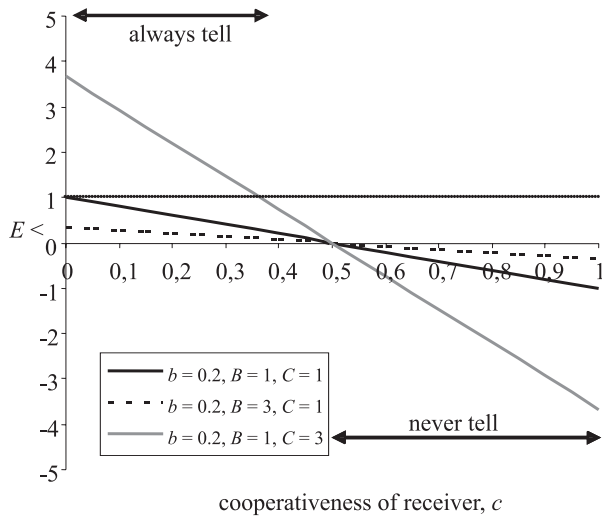 5
always tell
4
3
2
1
E <
0
0 0,1 0,2 0,3 0,4 0,5 0,6 0,7 0,8 0,9 1
-1
-2
-3
-4
-5
b = 0.2, B = 1, C = 1
b = 0.2, B = 3, C = 1
b = 0.2, B = 1, C = 3
never tell
cooperativeness of receiver, c